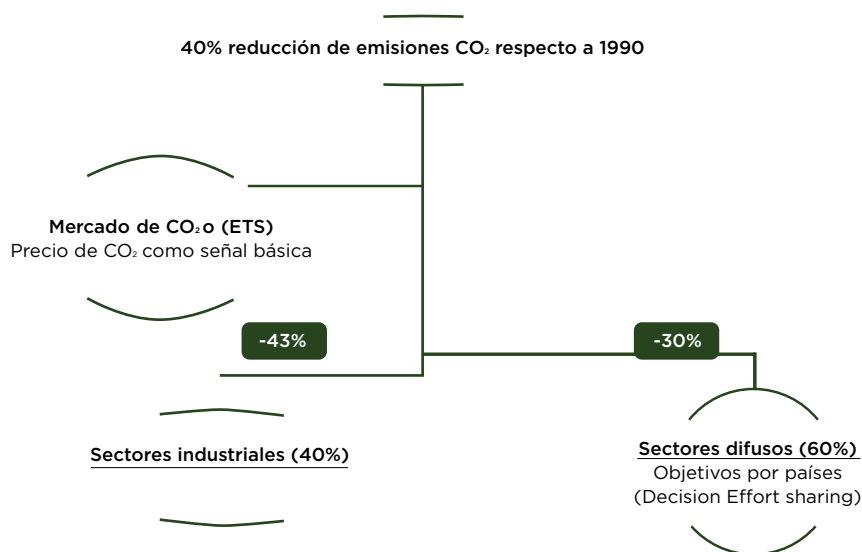 40% reducción de emisiones CO₂ respecto a 1990
Mercado de CO₂ o (ETS)
Precio de CO₂ como señal básica
-43%
-30%
Sectores industriales (40%)
Sectores difusos (60%)
Objetivos por países
(Decision Effort sharing)